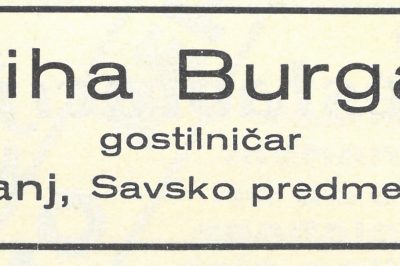 iha Burga
gostilničar
anj, Savsko predme